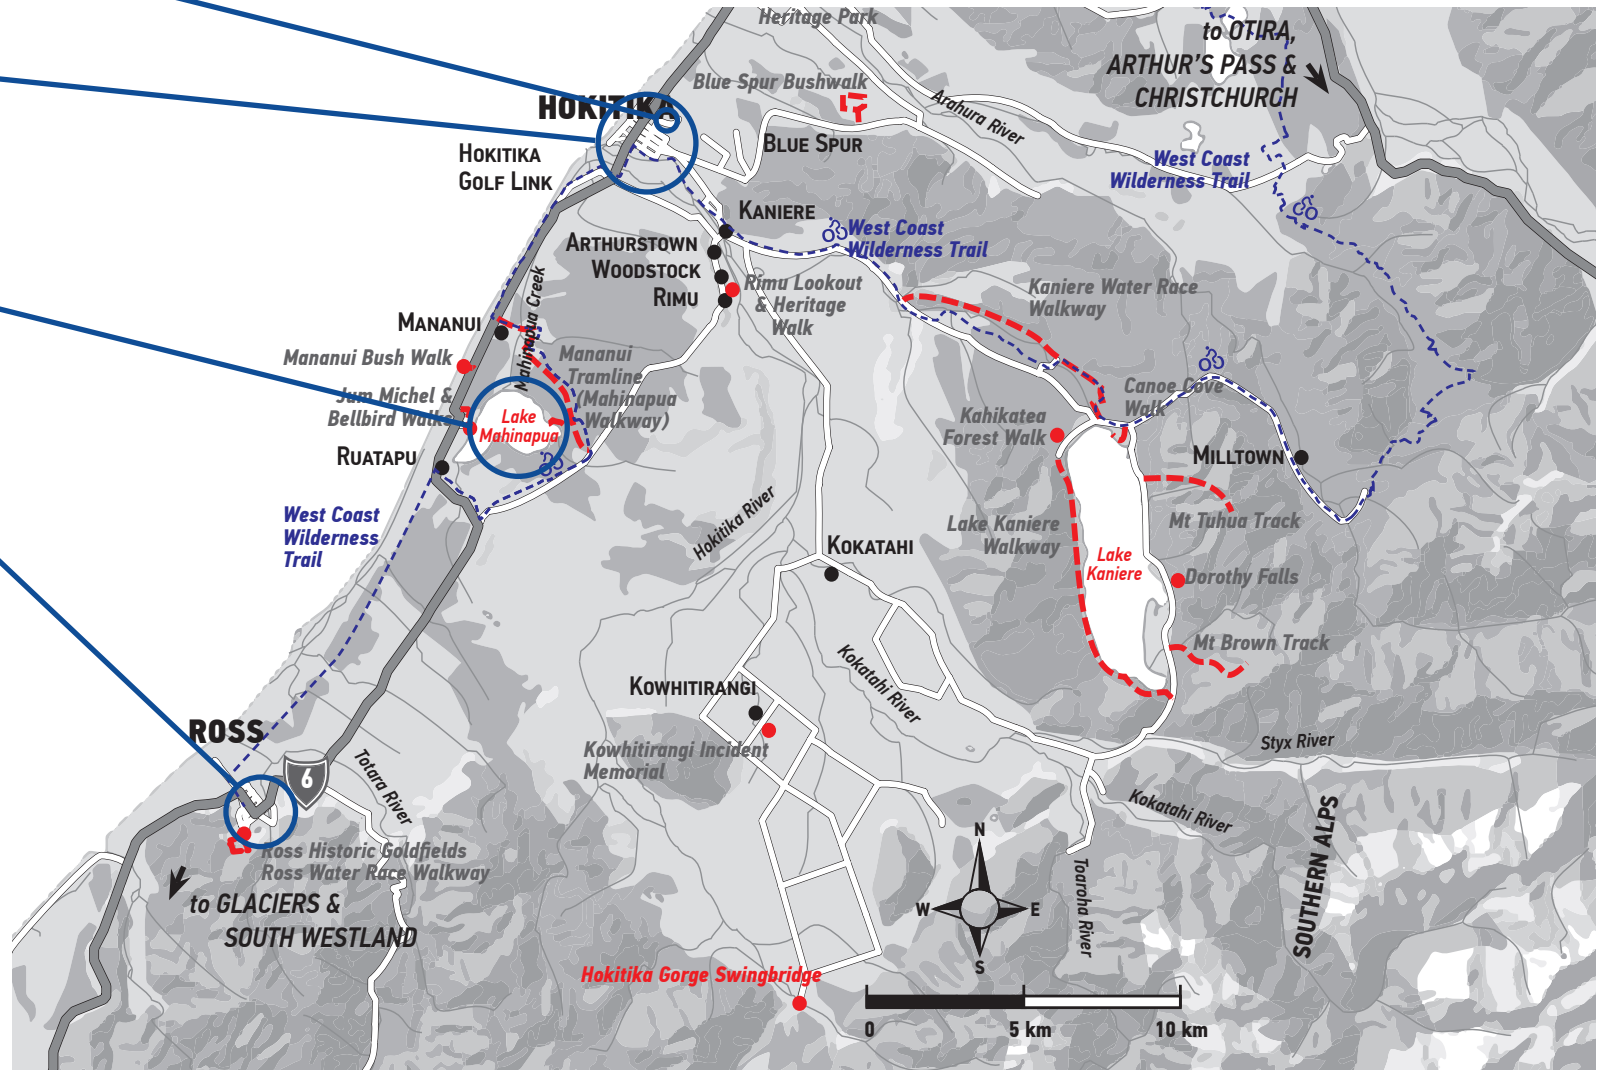 Heritage Park
to OTIRA,
ARTHUR'S PASS &
CHRISTCHURCH
Blue Spur Bushwalk
Arahura River
HOKITIKA
BLUE SPUR
HOKITIKA
GOLF LINK
West Coast
Wilderness Trail
KANIERE
West Coast
Wilderness Trail
ARTHURSTOWN
WOODSTOCK
RIMU
Rimu Lookout
& Heritage
Walk
Kaniere Water Race
Walkway
Mahinapua Creek
MANANUI
Mananui Bush Walk
Mananui
Tramline
(Mahinapua
Walkway)
Jum Michel &
Bellbird Walks
Lake
Mahinapua
Canoe Cove
Walk
Kahikatea
Forest Walk
RUATAPU
MILLTOWN
West Coast
Wilderness
Trail
Hokitika River
Lake Kaniere
Walkway
Mt Tuhua Track
KOKATAHI
Lake
Kaniere
Dorothy Falls
Mt Brown Track
Kokatahi River
KOWHITIRANGI
Kowhitirangi Incident
Memorial
Styx River
ROSS
6
Totara River
Kokatahi River
SOUTHERN ALPS
Ross Historic Goldfields
Ross Water Race Walkway
to GLACIERS &
SOUTH WESTLAND
Toaroha River
N
W
E
S
Hokitika Gorge Swingbridge
0
5 km
10 km